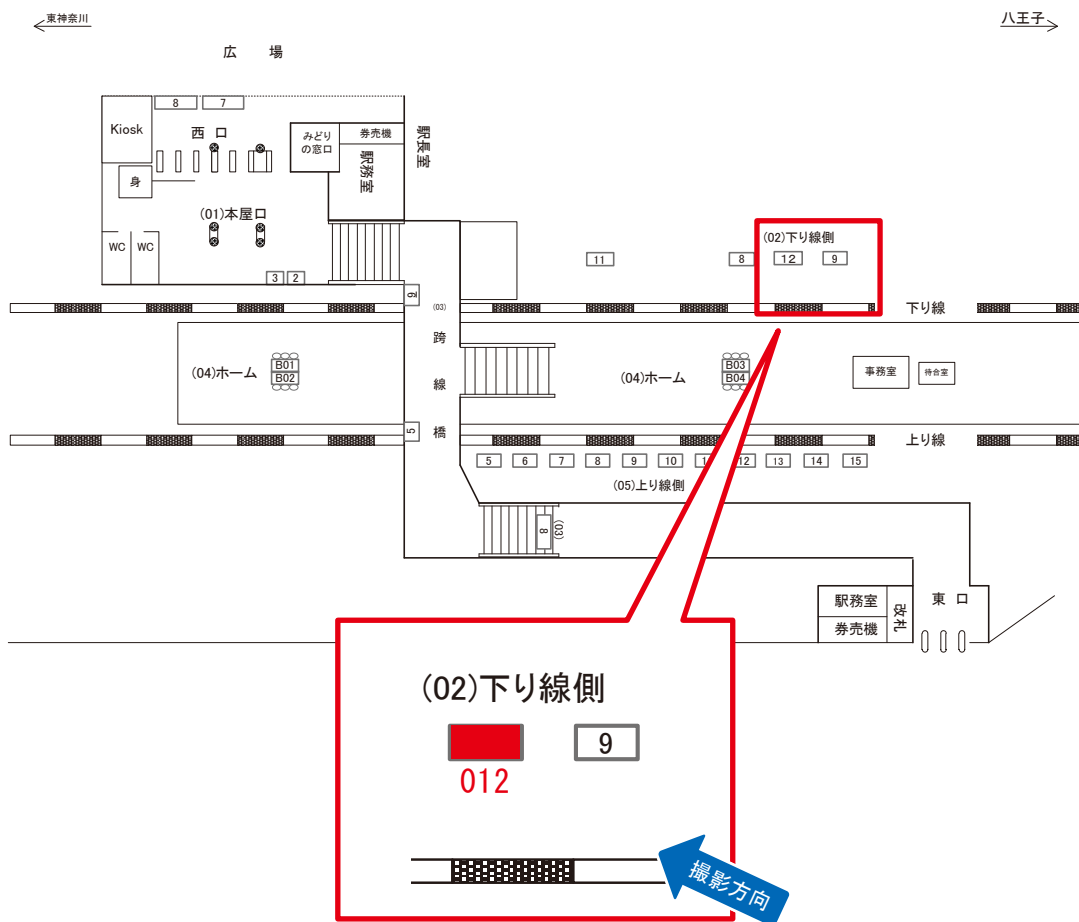 東神奈川
八王子
広 場
8
7
Kiosk
西 口
みどり
の窓口
券売機
駅務室
駅長室
身
(01)本屋口
WC
WC
3
2
9
(02)下り線側
11
8
12
9
(03)
下り線
跨線橋
(04)ホーム
B01
B02
(04)ホーム
B03
B04
事務室
待合室
5
上り線
5
6
7
8
9
10
12
13
14
15
(05)上り線側
8
(03)
駅務室
券売機
改札
東 口
(02)下り線側
9
012
撮影方向